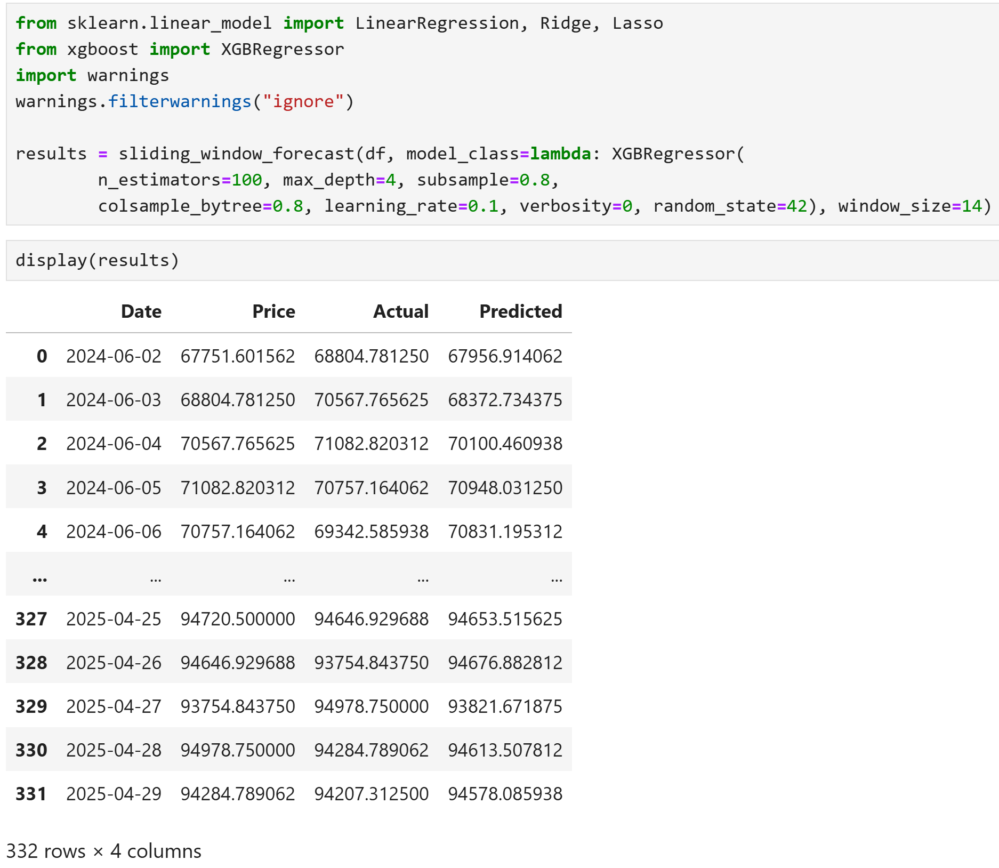 from sklearn.linear_model import LinearRegression, Ridge, Lasso
from xgboost import XGBRegressor
import warnings
warnings.filterwarnings("ignore")
results = sliding_window_forecast(df, model_class=lambda: XGBRegressor(
n_estimators=100, max_depth=4, subsample=0.8,
colsample_bytree=0.8, learning_rate=0.1, verbosity=0, random_state=42), window_size=14)
display(results)
Date Price Actual Predicted
0 2024-06-02 67751.601562 68804.781250 67956.914062
1 2024-06-03 68804.781250 70567.765625 68372.734375
2 2024-06-04 70567.765625 71082.820312 70100.460938
3 2024-06-05 71082.820312 70757.164062 70948.031250
4 2024-06-06 70757.164062 69342.585938 70831.195312
... ... ... ... ...
327 2025-04-25 94720.500000 94646.929688 94653.515625
328 2025-04-26 94646.929688 93754.843750 94676.882812
329 2025-04-27 93754.843750 94978.750000 93821.671875
330 2025-04-28 94978.750000 94284.789062 94613.507812
331 2025-04-29 94284.789062 94207.312500 94578.085938
332 rows × 4 columns